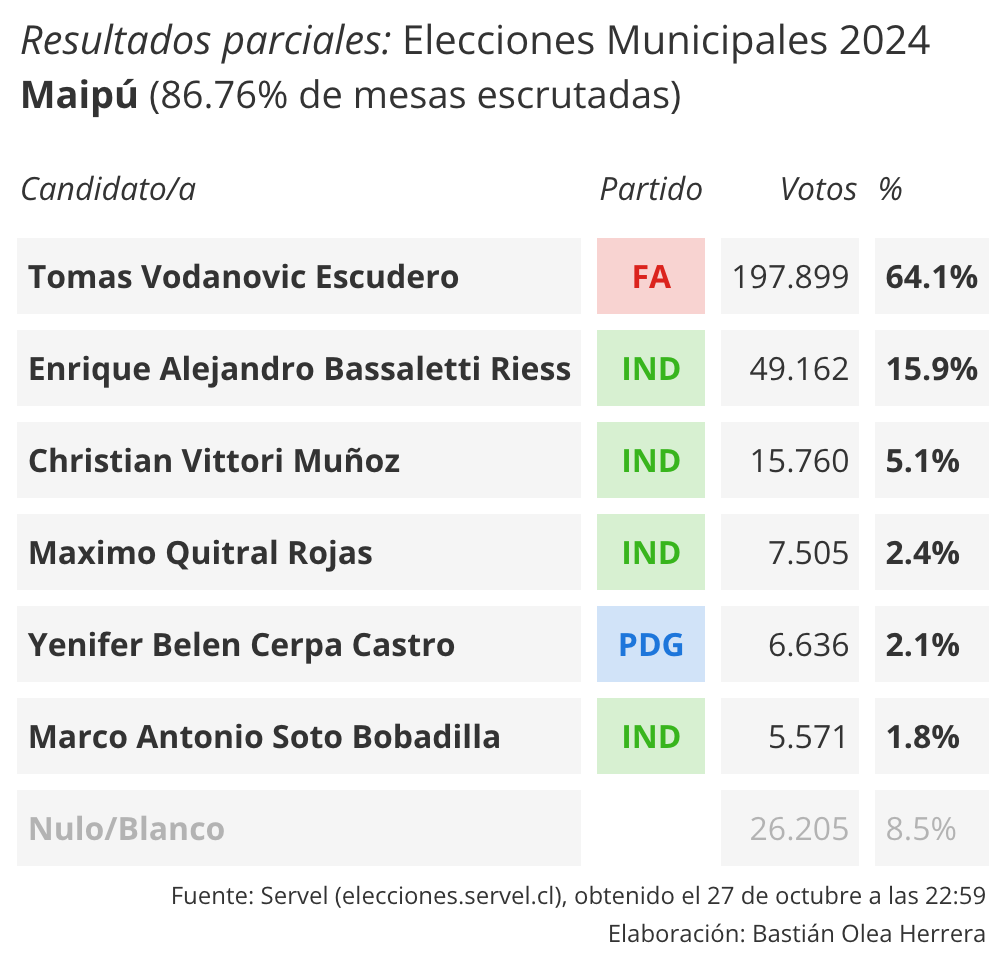 Resultados parciales: Elecciones Municipales 2024
Maipú (86.76% de mesas escrutadas)
Candidato/a Partido Votos %
Tomas Vodanovic Escudero FA 197.899 64.1%
Enrique Alejandro Bassaletti Riess IND 49.162 15.9%
Christian Vittori Muñoz IND 15.760 5.1%
Maximo Quitral Rojas IND 7.505 2.4%
Yenifer Belen Cerpa Castro PDG 6.636 2.1%
Marco Antonio Soto Bobadilla IND 5.571 1.8%
Nulo/Blanco 26.205 8.5%
Fuente: Servel (elecciones.servel.cl), obtenido el 27 de octubre a las 22:59
Elaboración: Bastián Olea Herrera